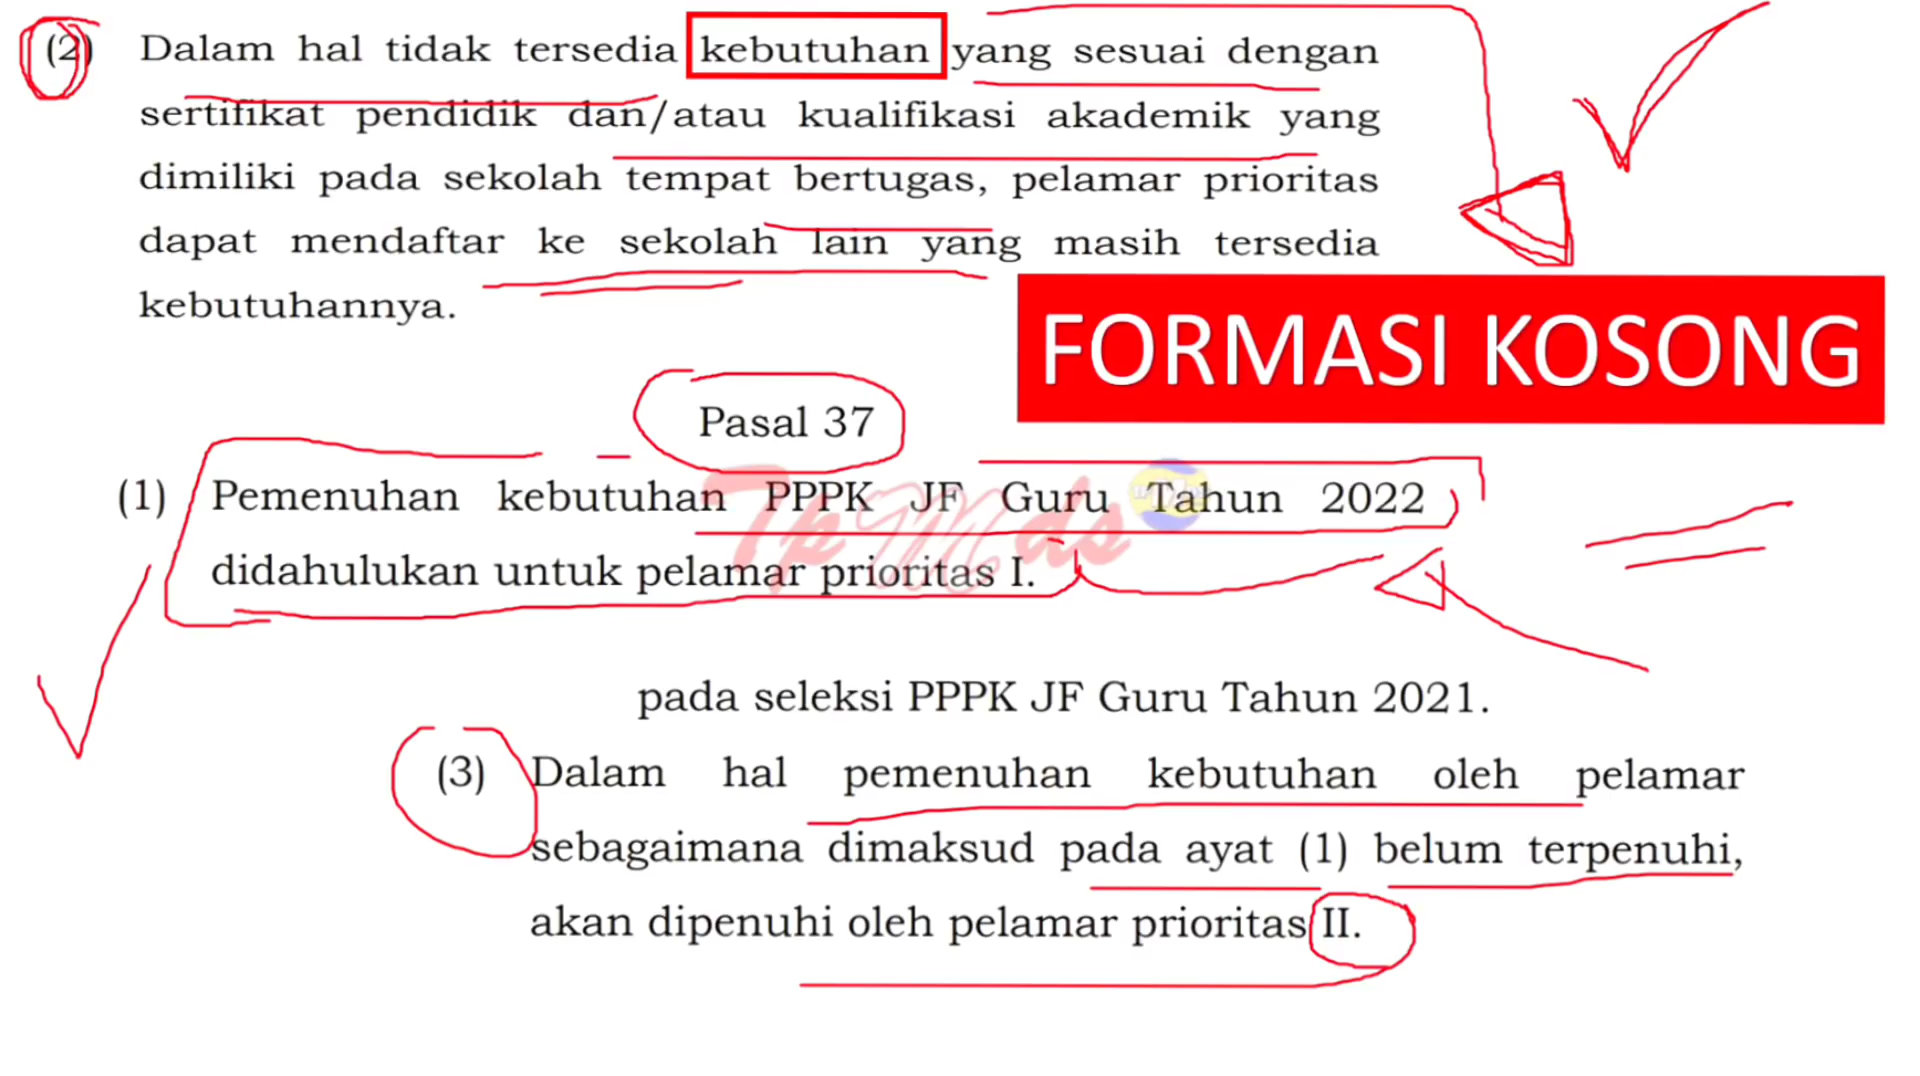 (2) Dalam hal tidak tersedia kebutuhan yang sesuai dengan
sertifikat pendidik dan/atau kualifikasi akademik yang
dimiliki pada sekolah tempat bertugas, pelamar prioritas
dapat mendaftar ke sekolah lain yang masih tersedia
kebutuhannya.
FORMASI KOSONG
Pasal 37
(1) Pemenuhan kebutuhan PPPK JF Guru Tahun 2022
didahulukan untuk pelamar prioritas I.
Tp Mds
pada seleksi PPPK JF Guru Tahun 2021.
(3) Dalam hal pemenuhan kebutuhan oleh pelamar
sebagaimana dimaksud pada ayat (1) belum terpenuhi,
akan dipenuhi oleh pelamar prioritas II.